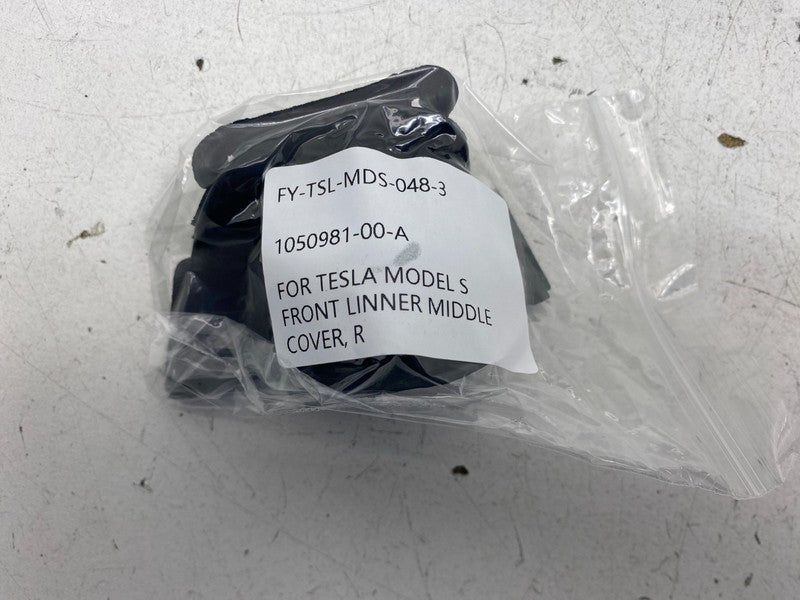 FY-TSL-MDS-048-3
1050981-00-A
FOR TESLA MODEL S
FRONT LINNER MIDDLE
COVER, R